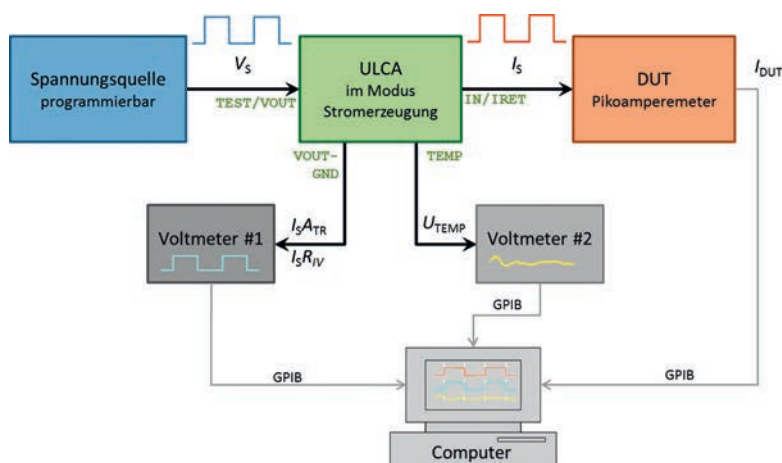 Spannungsquelle
programmierbar
V_S
TEST/VOUT
ULCA
im Modus
Stromerzeugung
I_S
IN/IRET
DUT
Pikoamperemeter
I_DUT
VOUT-
GND
TEMP
Voltmeter #1
I_SA_TR
I_SR_IV
U_TEMP
Voltmeter #2
GPIB
GPIB
GPIB
Computer